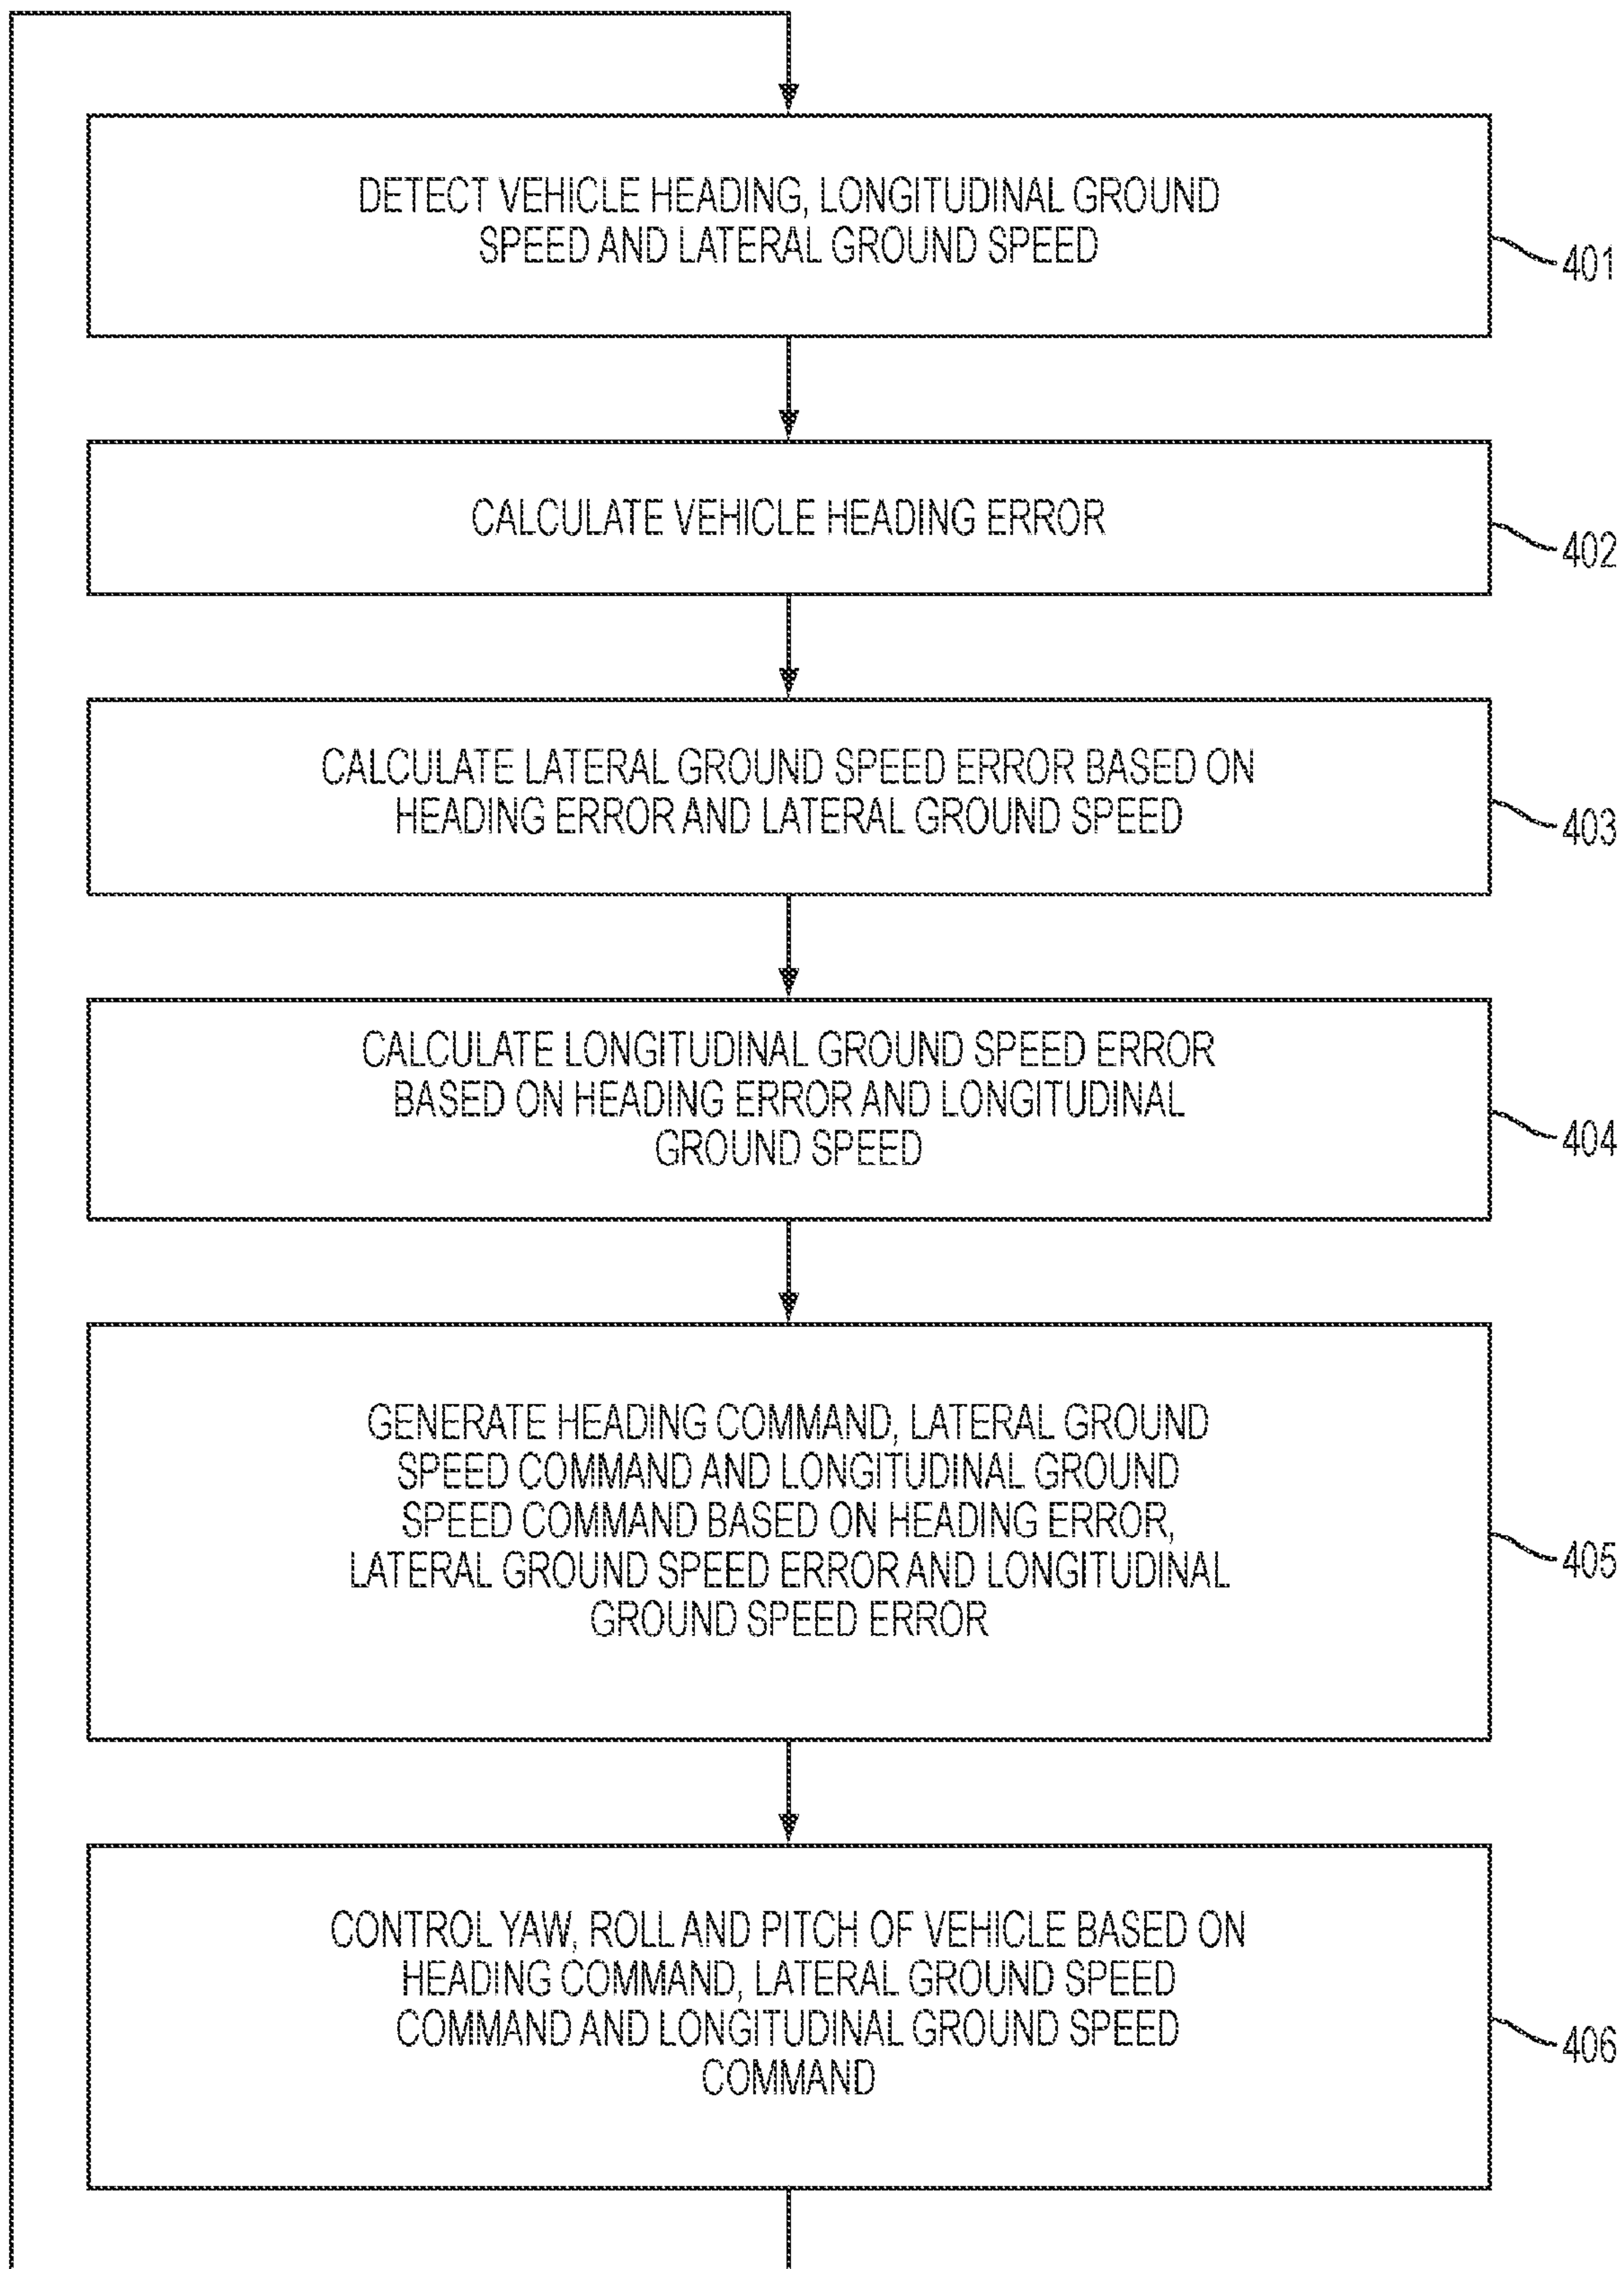 DETECT VEHICLE HEADING, LONGITUDINAL GROUND
SPEED AND LATERAL GROUND SPEED
401
CALCULATE VEHICLE HEADING ERROR
402
CALCULATE LATERAL GROUND SPEED ERROR BASED ON
HEADING ERROR AND LATERAL GROUND SPEED
403
CALCULATE LONGITUDINAL GROUND SPEED ERROR
BASED ON HEADING ERROR AND LONGITUDINAL
GROUND SPEED
404
GENERATE HEADING COMMAND, LATERAL GROUND
SPEED COMMAND AND LONGITUDINAL GROUND
SPEED COMMAND BASED ON HEADING ERROR,
LATERAL GROUND SPEED ERROR AND LONGITUDINAL
GROUND SPEED ERROR
405
CONTROL YAW, ROLL AND PITCH OF VEHICLE BASED ON
HEADING COMMAND, LATERAL GROUND SPEED
COMMAND AND LONGITUDINAL GROUND SPEED
COMMAND
406